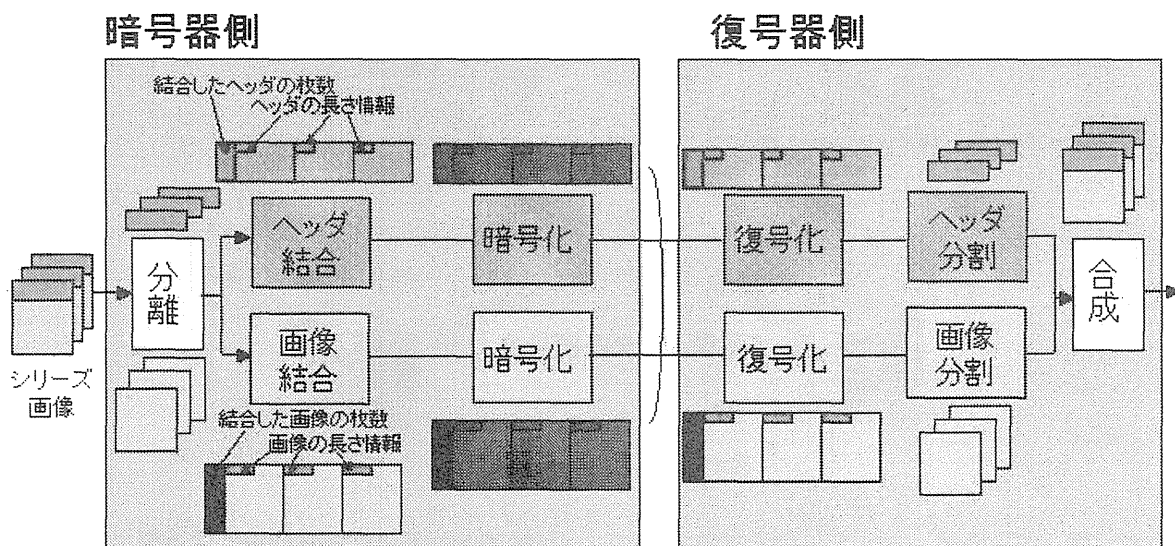 暗号器側
復号器側
結合したヘッダの枚数
ヘッダの長さ情報
ヘッダ
結合
暗号化
復号化
ヘッダ
分割
分離
合成
シリーズ
画像
画像
結合
暗号化
復号化
画像
分割
結合した画像の枚数
画像の長さ情報